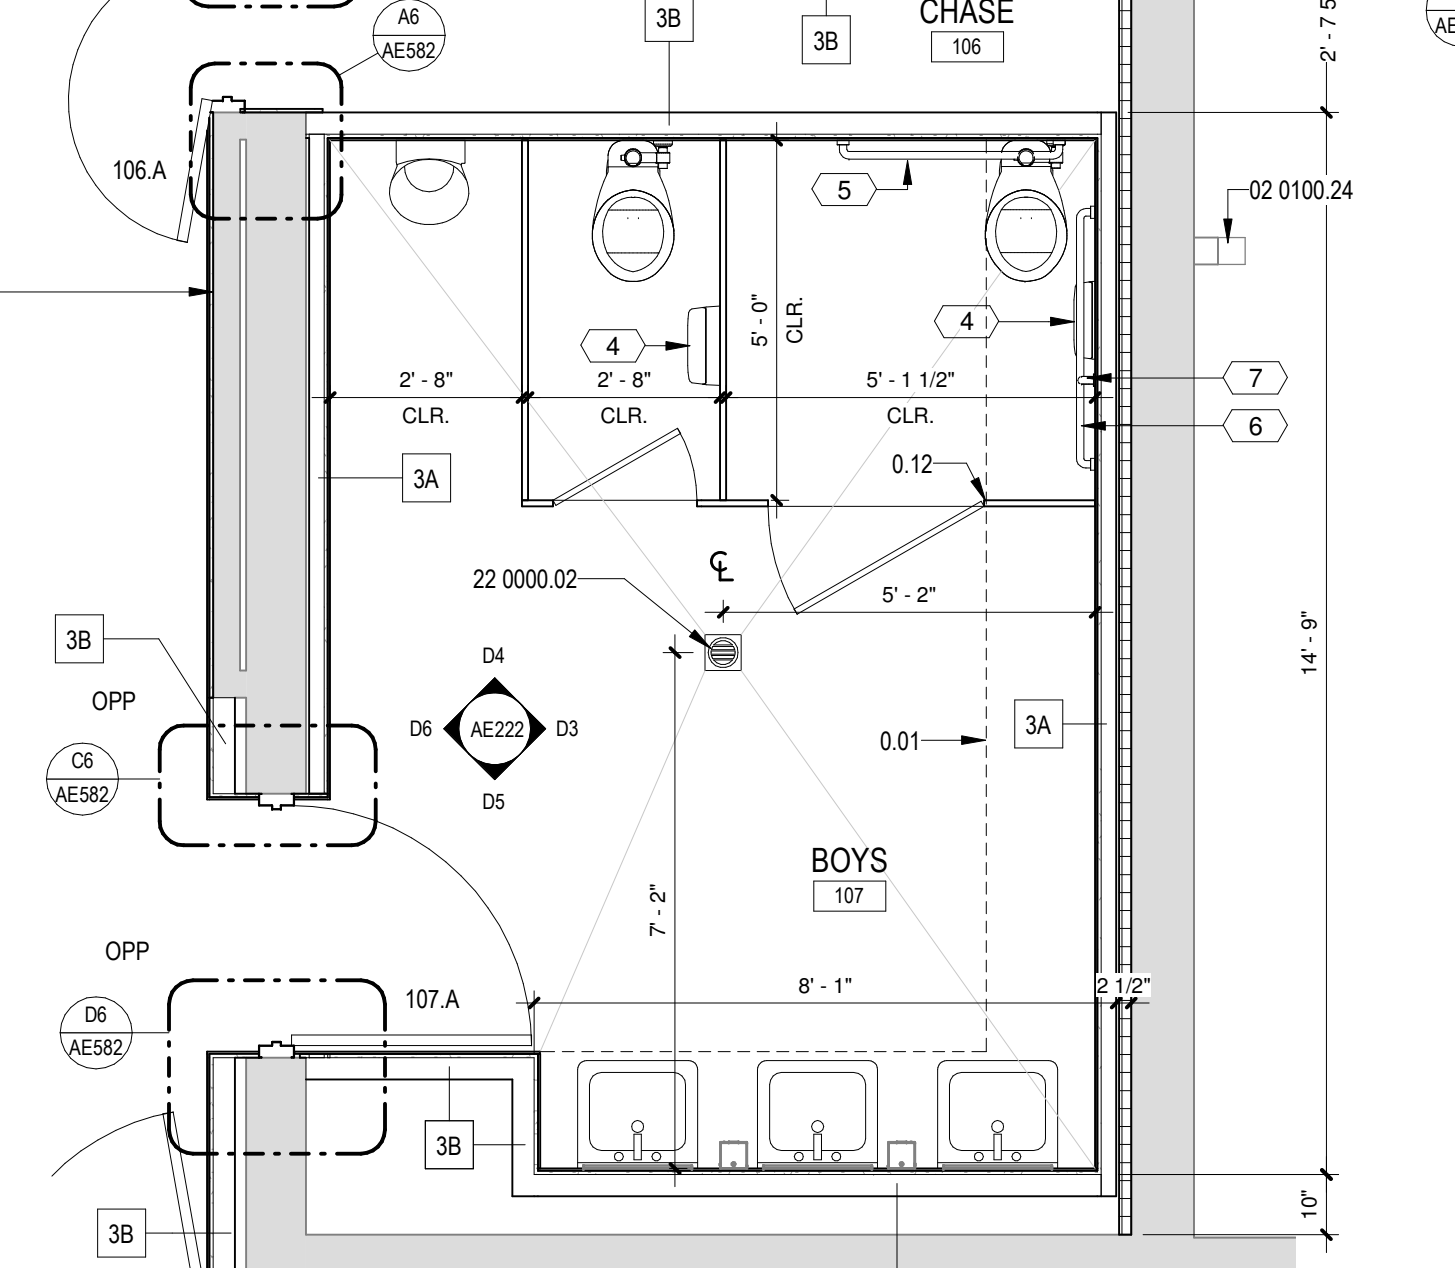 A6
AE582
3B
3B
CHASE
106
2' - 7 5
AE
106.A
5
02 0100.24
5' - 0"
CLR.
4
4
2' - 8"
CLR.
2' - 8"
CLR.
5' - 1 1/2"
CLR.
7
6
3A
0.12
22 0000.02
5' - 2"
3B
OPP
D4
D6
AE222
D3
D5
14' - 9"
3A
0.01
C6
AE582
BOYS
107
7' - 2"
OPP
107.A
8' - 1"
2 1/2"
D6
AE582
3B
3B
10"